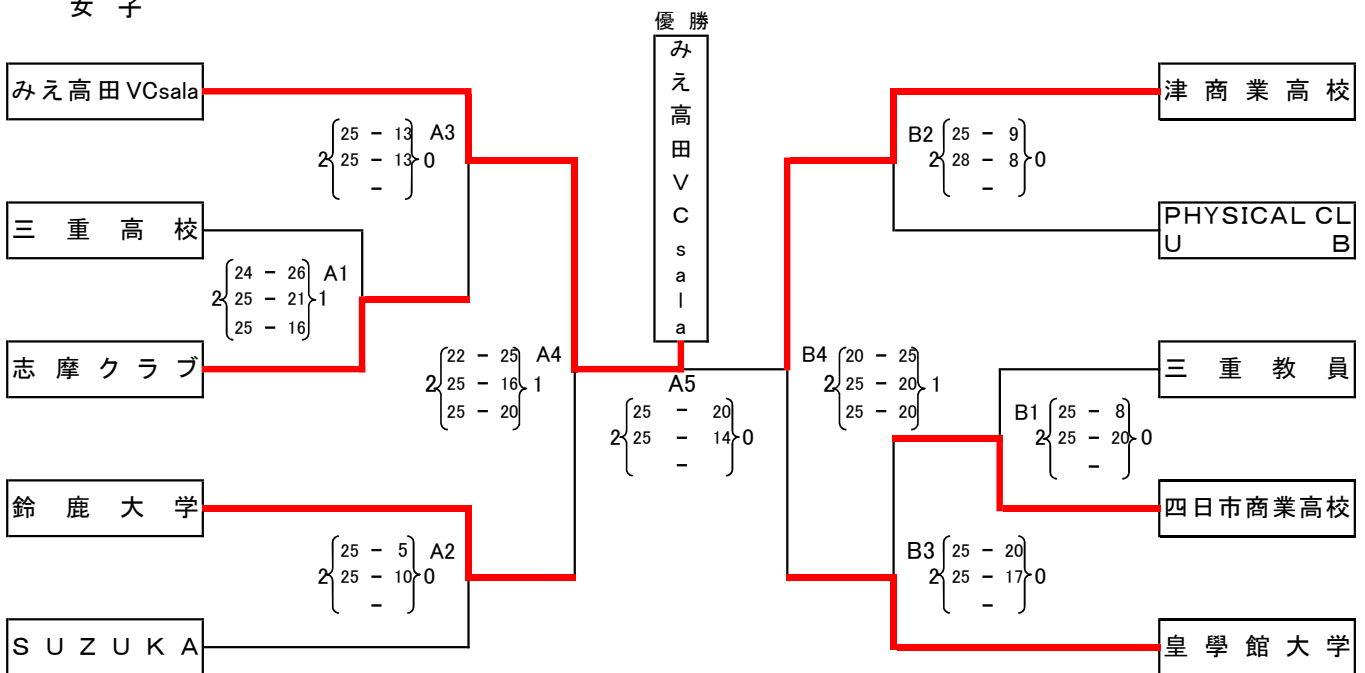 女子
優勝
みえ高田VCsala
みえ高田VCsala
津商業高校
25 - 13
25 - 13
-
2
0
A3
B2
25 - 9
28 - 8
-
2
0
三重高校
PHYSICAL CL
U B
24 - 26
25 - 21
25 - 16
2
1
A1
志摩クラブ
三重教員
22 - 25
25 - 16
25 - 20
2
1
A4
A5
25 - 20
25 - 14
-
2
0
B4
20 - 25
25 - 20
25 - 20
2
1
B1
25 - 8
25 - 20
-
2
0
鈴鹿大学
四日市商業高校
25 - 5
25 - 10
-
2
0
A2
B3
25 - 20
25 - 17
-
2
0
SUZUKA
皇學館大学